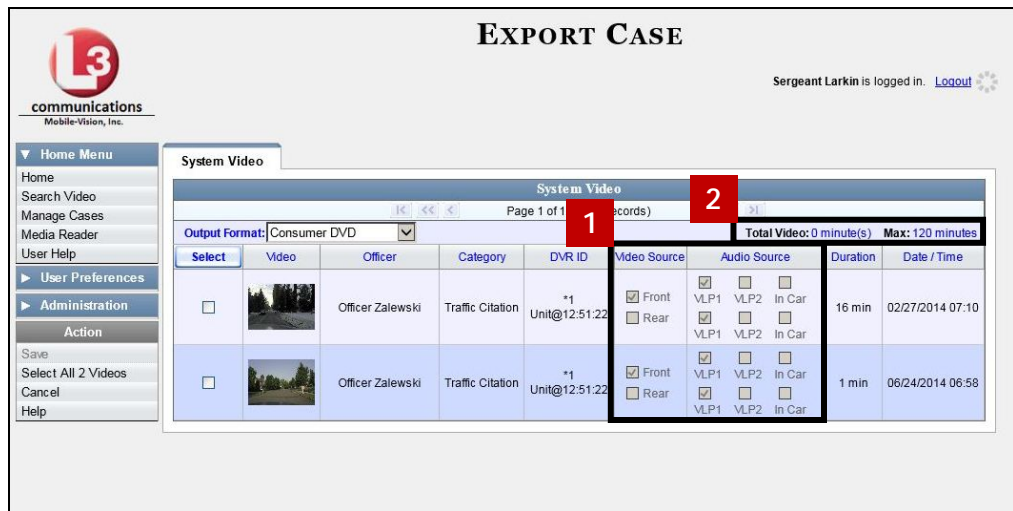 EXPORT CASE
L3
communications
Mobile-Vision, Inc.
Sergeant Larkin is logged in. Logout
Home Menu
Home
Search Video
Manage Cases
Media Reader
User Help
User Preferences
Administration
Action
Save
Select All 2 Videos
Cancel
Help
System Video
System Video
Page 1 of 1 ecords)
1
2
Output Format: Consumer DVD
Total Video: 0 minute(s) Max: 120 minutes
Select Video Officer Category DVR ID Video Source Audio Source Duration Date / Time
Officer Zalewski Traffic Citation *1 Unit@12:51:22 Front Rear VLP1 VLP2 In Car VLP1 VLP2 In Car 16 min 02/27/2014 07:10
Officer Zalewski Traffic Citation *1 Unit@12:51:22 Front Rear VLP1 VLP2 In Car VLP1 VLP2 In Car 1 min 06/24/2014 06:58